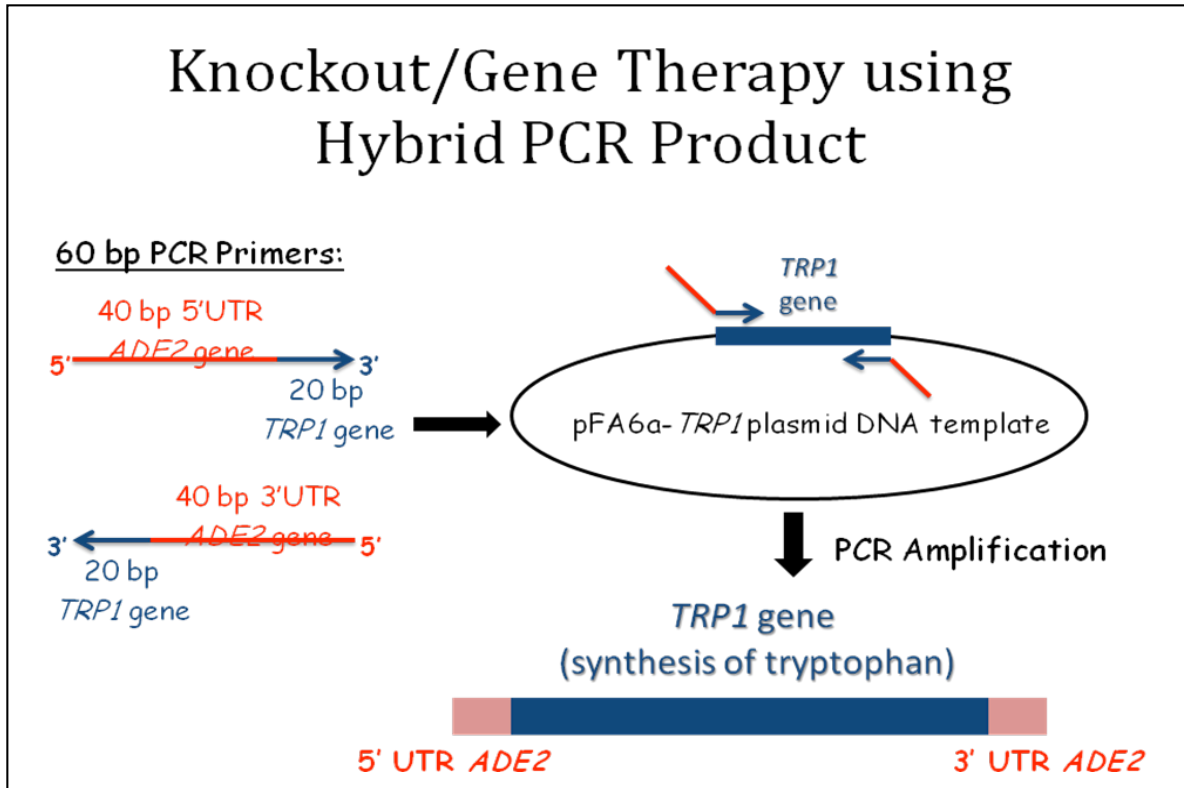 Knockout/Gene Therapy using
Hybrid PCR Product
60 bp PCR Primers:
40 bp 5'UTR
ADE2 gene
5' 3'
20 bp
TRP1 gene
40 bp 3'UTR
ADE2 gene
3' 5'
20 bp
TRP1 gene
TRP1
gene
pFA6a-TRP1 plasmid DNA template
PCR Amplification
TRP1 gene
(synthesis of tryptophan)
5' UTR ADE2
3' UTR ADE2